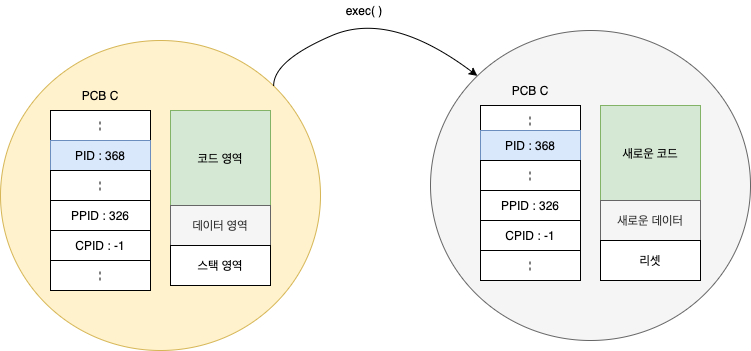 exec( )
PCB C
⋮
PID : 368
⋮
PPID : 326
CPID : -1
⋮
코드 영역
데이터 영역
스택 영역
PCB C
⋮
PID : 368
⋮
PPID : 326
CPID : -1
⋮
새로운 코드
새로운 데이터
리셋